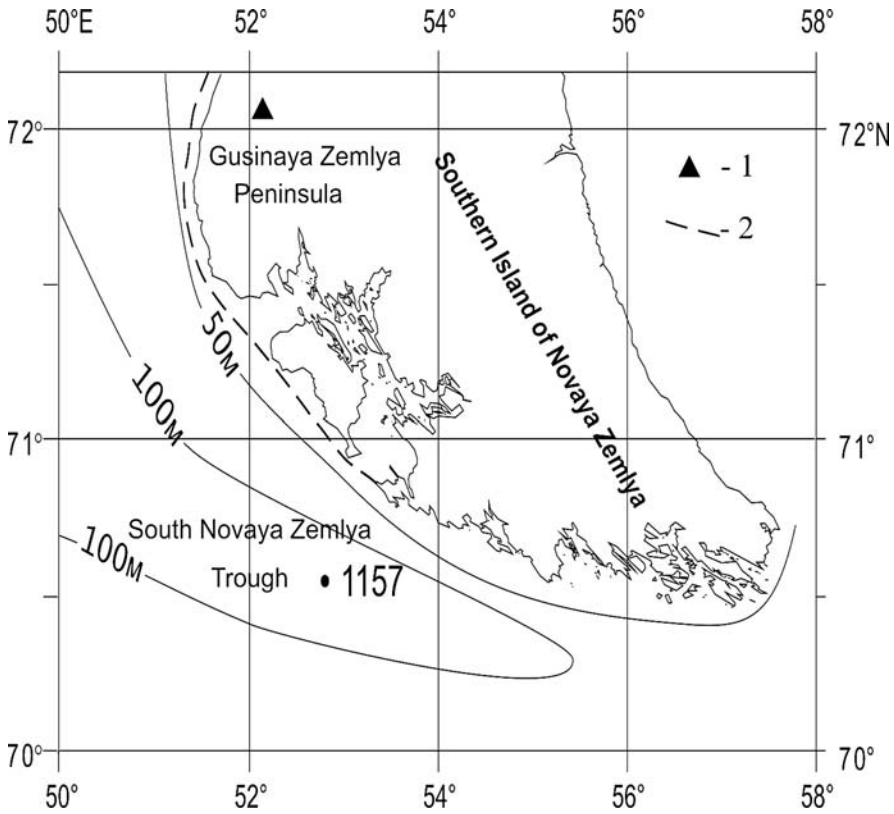 50°E 52° 54° 56° 58°
72° 72°N
Gusinaya Zemlya
Peninsula
- 1
- 2
Southern Island of Novaya Zemlya
50м
100м
71° 71°
South Novaya Zemlya
Trough 1157
100м
70° 70°
50° 52° 54° 56° 58°